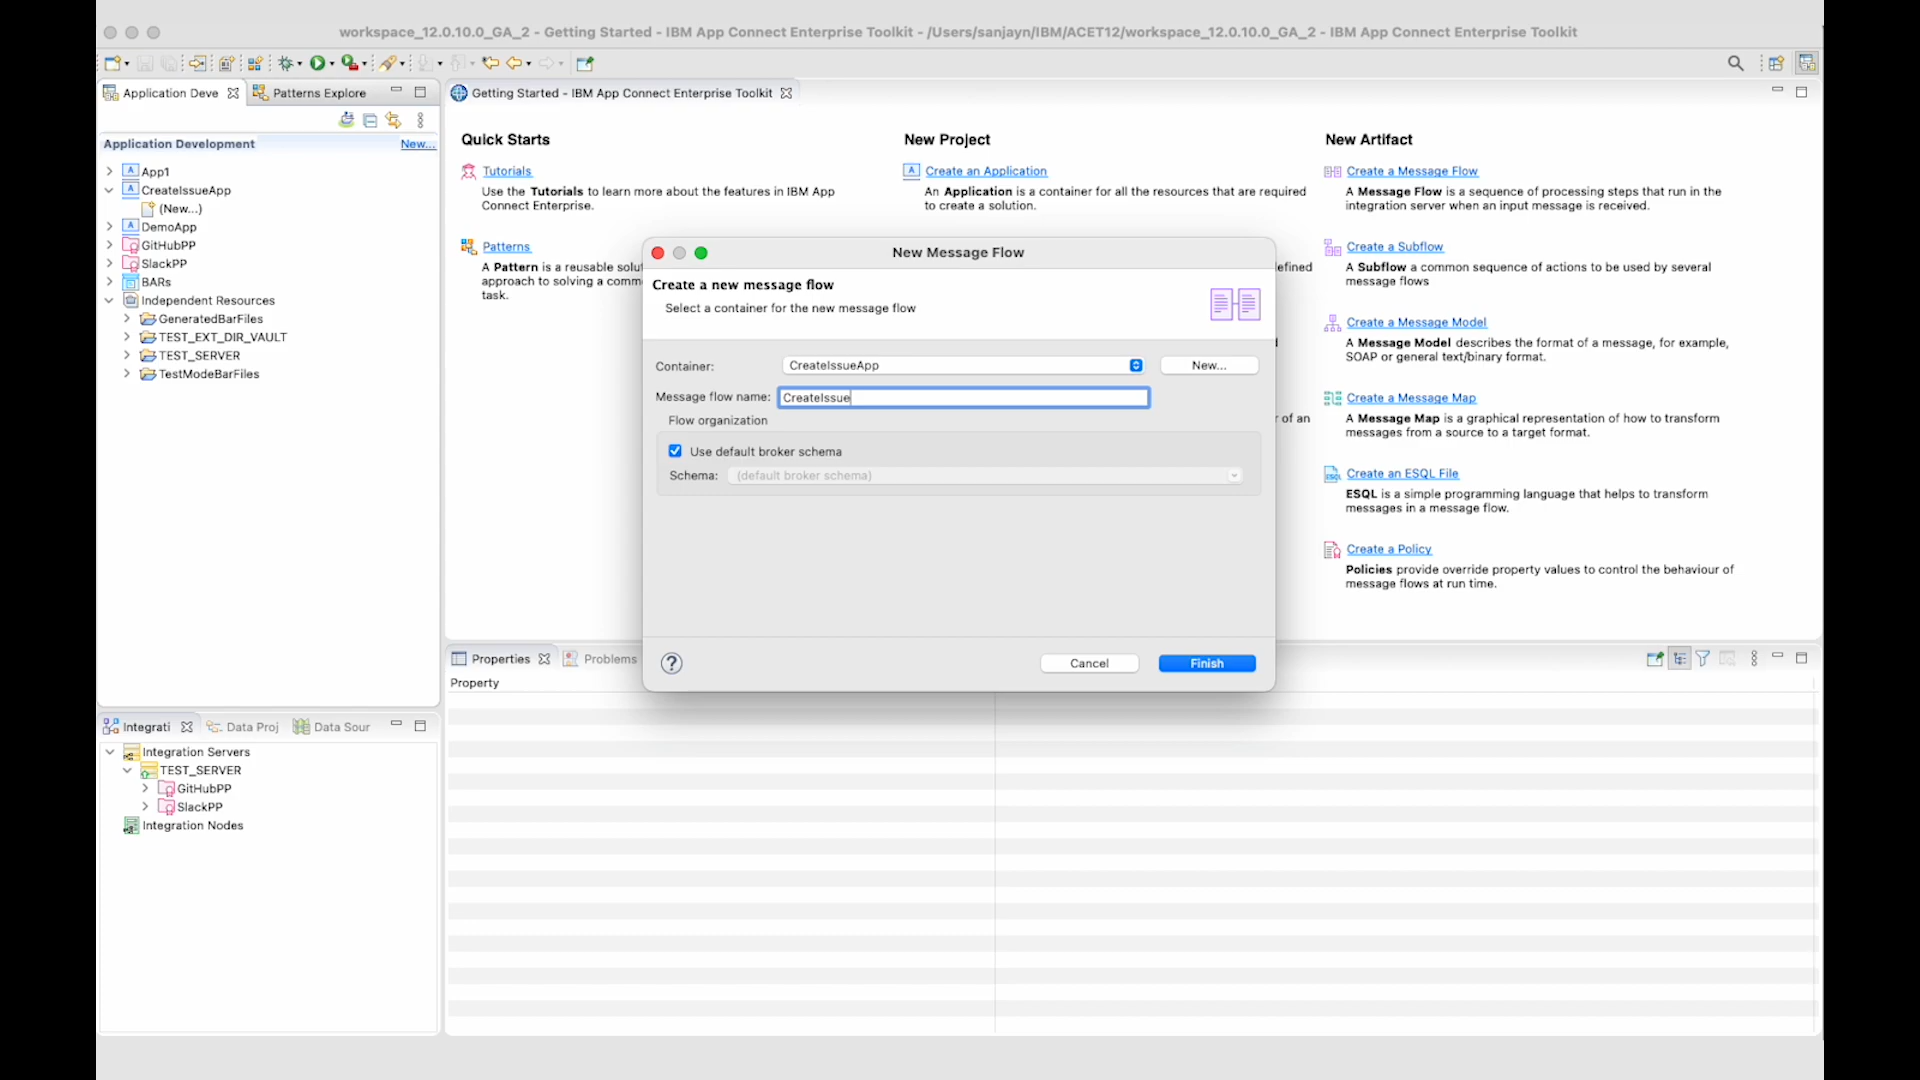 workspace_12.0.10.0_GA_2 - Getting Started - IBM App Connect Enterprise Toolkit - /Users/sanjayn/IBM/ACET12/workspace_12.0.10.0_GA_2 - IBM App Connect Enterprise Toolkit
Application Deve
Patterns Explore
Getting Started - IBM App Connect Enterprise Toolkit
Application Development
New...
App1
CreateIssueApp
(New...)
DemoApp
GitHubPP
SlackPP
BARs
Independent Resources
GeneratedBarFiles
TEST_EXT_DIR_VAULT
TEST_SERVER
TestModeBarFiles
Quick Starts
Tutorials
Use the Tutorials to learn more about the features in IBM App
Connect Enterprise.
Patterns
A Pattern is a reusable solu
approach to solving a comm
task.
New Project
Create an Application
An Application is a container for all the resources that are required
to create a solution.
efined
r of an
New Artifact
Create a Message Flow
A Message Flow is a sequence of processing steps that run in the
integration server when an input message is received.
Create a Subflow
A Subflow a common sequence of actions to be used by several
message flows
Create a Message Model
A Message Model describes the format of a message, for example,
SOAP or general text/binary format.
Create a Message Map
A Message Map is a graphical representation of how to transform
messages from a source to a target format.
Create an ESQL File
ESQL is a simple programming language that helps to transform
messages in a message flow.
Create a Policy
Policies provide override property values to control the behaviour of
message flows at run time.
New Message Flow
Create a new message flow
Select a container for the new message flow
Container:
CreateIssueApp
New...
Message flow name:
CreateIssue
Flow organization
Use default broker schema
Schema:
(default broker schema)
?
Cancel
Finish
Properties
Problems
Property
Integrati
Data Proj
Data Sour
Integration Servers
TEST_SERVER
GitHubPP
SlackPP
Integration Nodes